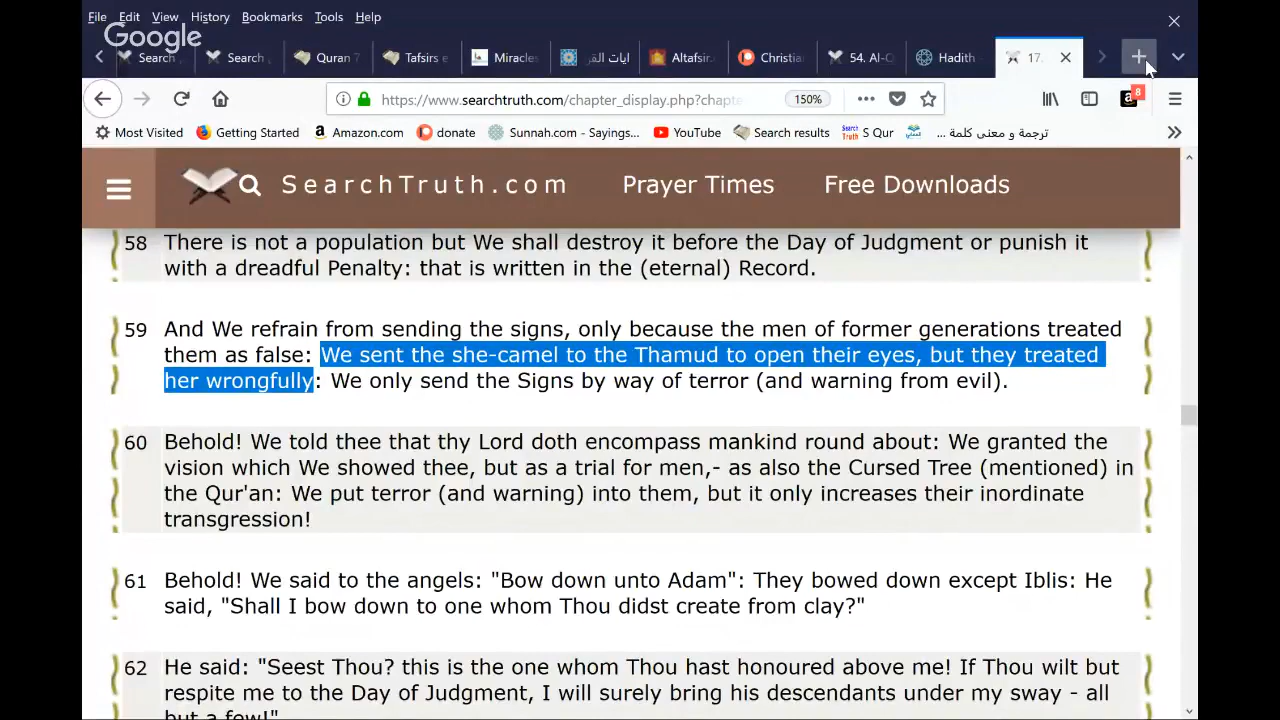 File Edit View History Bookmarks Tools Help
Google
Search Search Quran 7 Tafsirs e Miracles ايات القر Altafsir. Christia 54. Al-Q Hadith 17.
https://www.searchtruth.com/chapter_display.php?chapte 150% 8
Most Visited Getting Started Amazon.com donate Sunnah.com - Sayings... YouTube Search results Search Truth S Qur ترجمة و معنى كلمة ...
SearchTruth.com Prayer Times Free Downloads
58 There is not a population but We shall destroy it before the Day of Judgment or punish it
with a dreadful Penalty: that is written in the (eternal) Record.
59 And We refrain from sending the signs, only because the men of former generations treated
them as false: We sent the she-camel to the Thamud to open their eyes, but they treated
her wrongfully: We only send the Signs by way of terror (and warning from evil).
60 Behold! We told thee that thy Lord doth encompass mankind round about: We granted the
vision which We showed thee, but as a trial for men,- as also the Cursed Tree (mentioned) in
the Qur'an: We put terror (and warning) into them, but it only increases their inordinate
transgression!
61 Behold! We said to the angels: "Bow down unto Adam": They bowed down except Iblis: He
said, "Shall I bow down to one whom Thou didst create from clay?"
62 He said: "Seest Thou? this is the one whom Thou hast honoured above me! If Thou wilt but
respite me to the Day of Judgment, I will surely bring his descendants under my sway - all
but a few!"